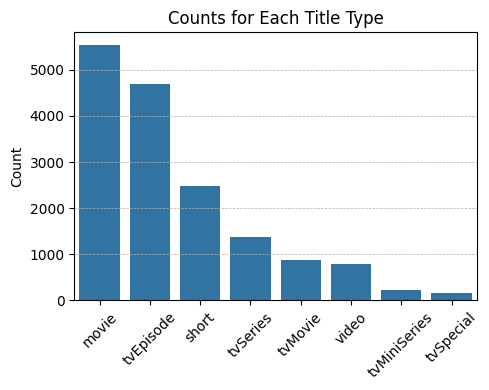 Counts for Each Title Type
Count
5000
4000
3000
2000
1000
0
movie
tvEpisode
short
tvSeries
tvMovie
video
tvMiniSeries
tvSpecial